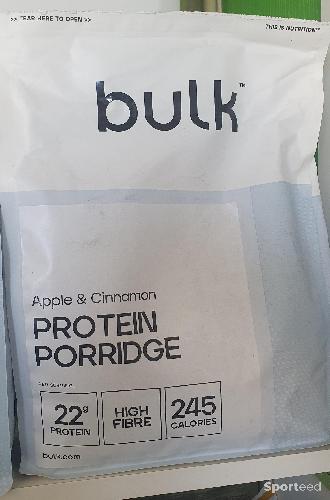 >> TEAR HERE TO OPEN >>
THIS IS NUTRITION™
bulk™
Apple & Cinnamon
PROTEIN
PORRIDGE
22g
PROTEIN
HIGH
FIBRE
245
CALORIES
bulk.com
Sporteed